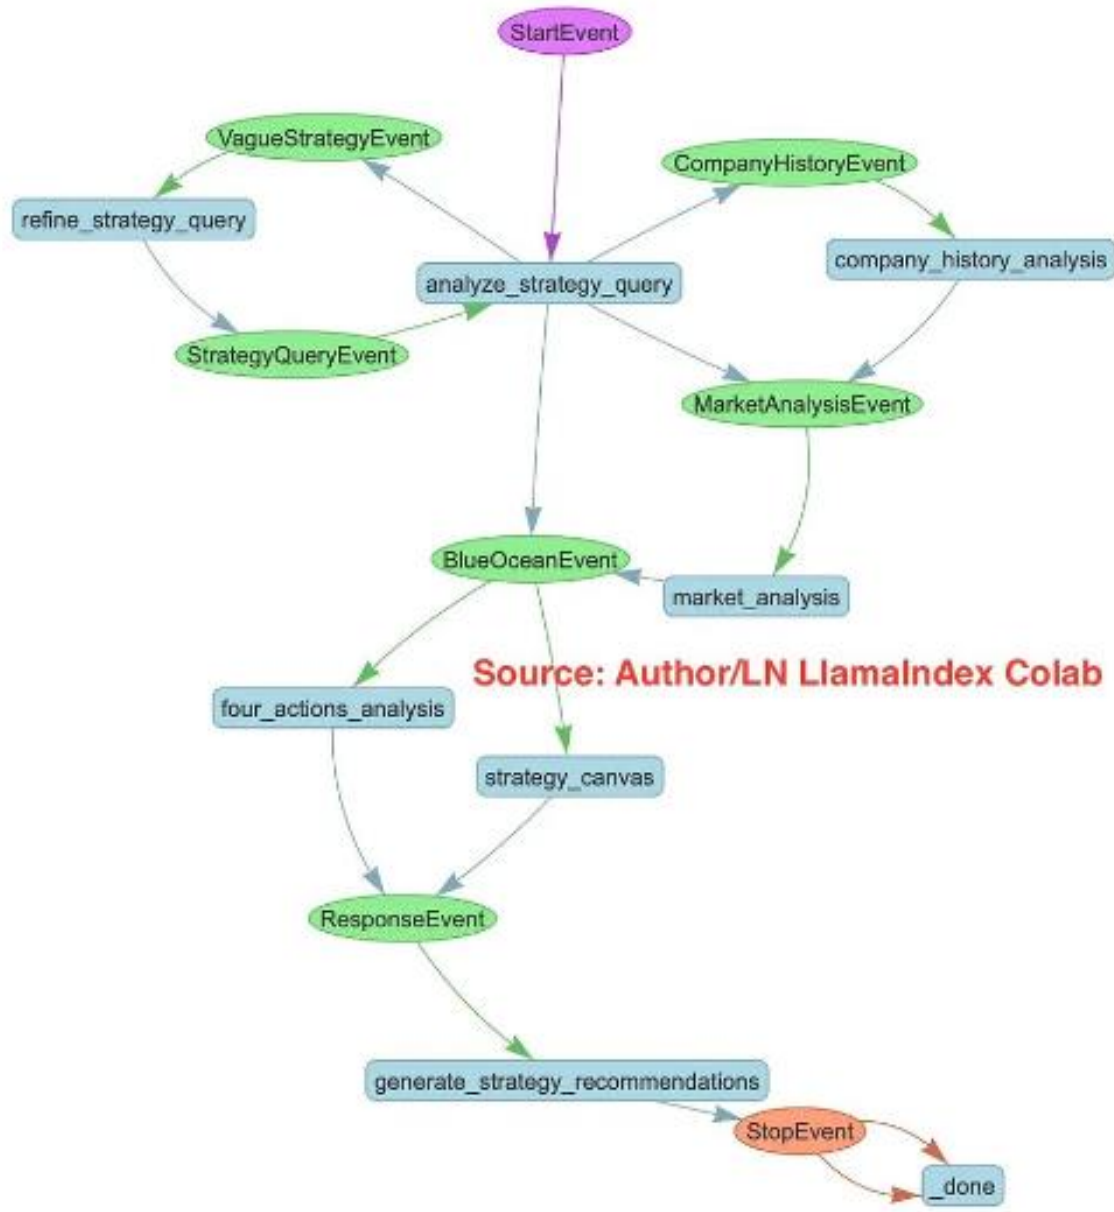 StartEvent
VagueStrategyEvent
CompanyHistoryEvent
refine_strategy_query
company_history_analysis
analyze_strategy_query
StrategyQueryEvent
MarketAnalysisEvent
BlueOceanEvent
market_analysis
Source: Author/LN LlamaIndex Colab
four_actions_analysis
strategy_canvas
ResponseEvent
generate_strategy_recommendations
StopEvent
_done